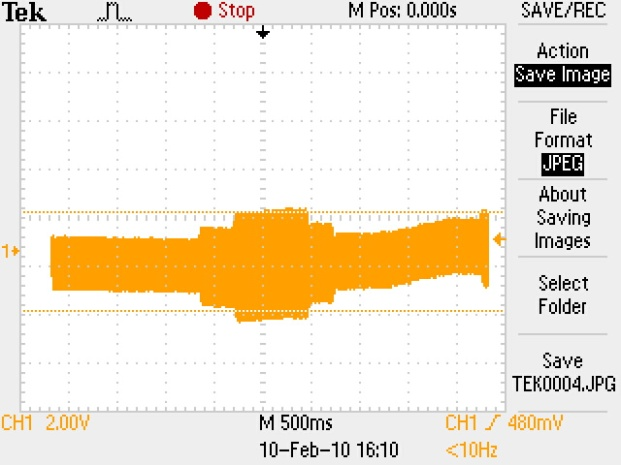 Tek Stop M Pos: 0.000s SAVE/REC
Action
Save Image
File
Format
JPEG
About
Saving
Images
1
Select
Folder
Save
TEK0004.JPG
CH1 2.00V M 500ms CH1 480mV
10-Feb-10 16:10 <10Hz